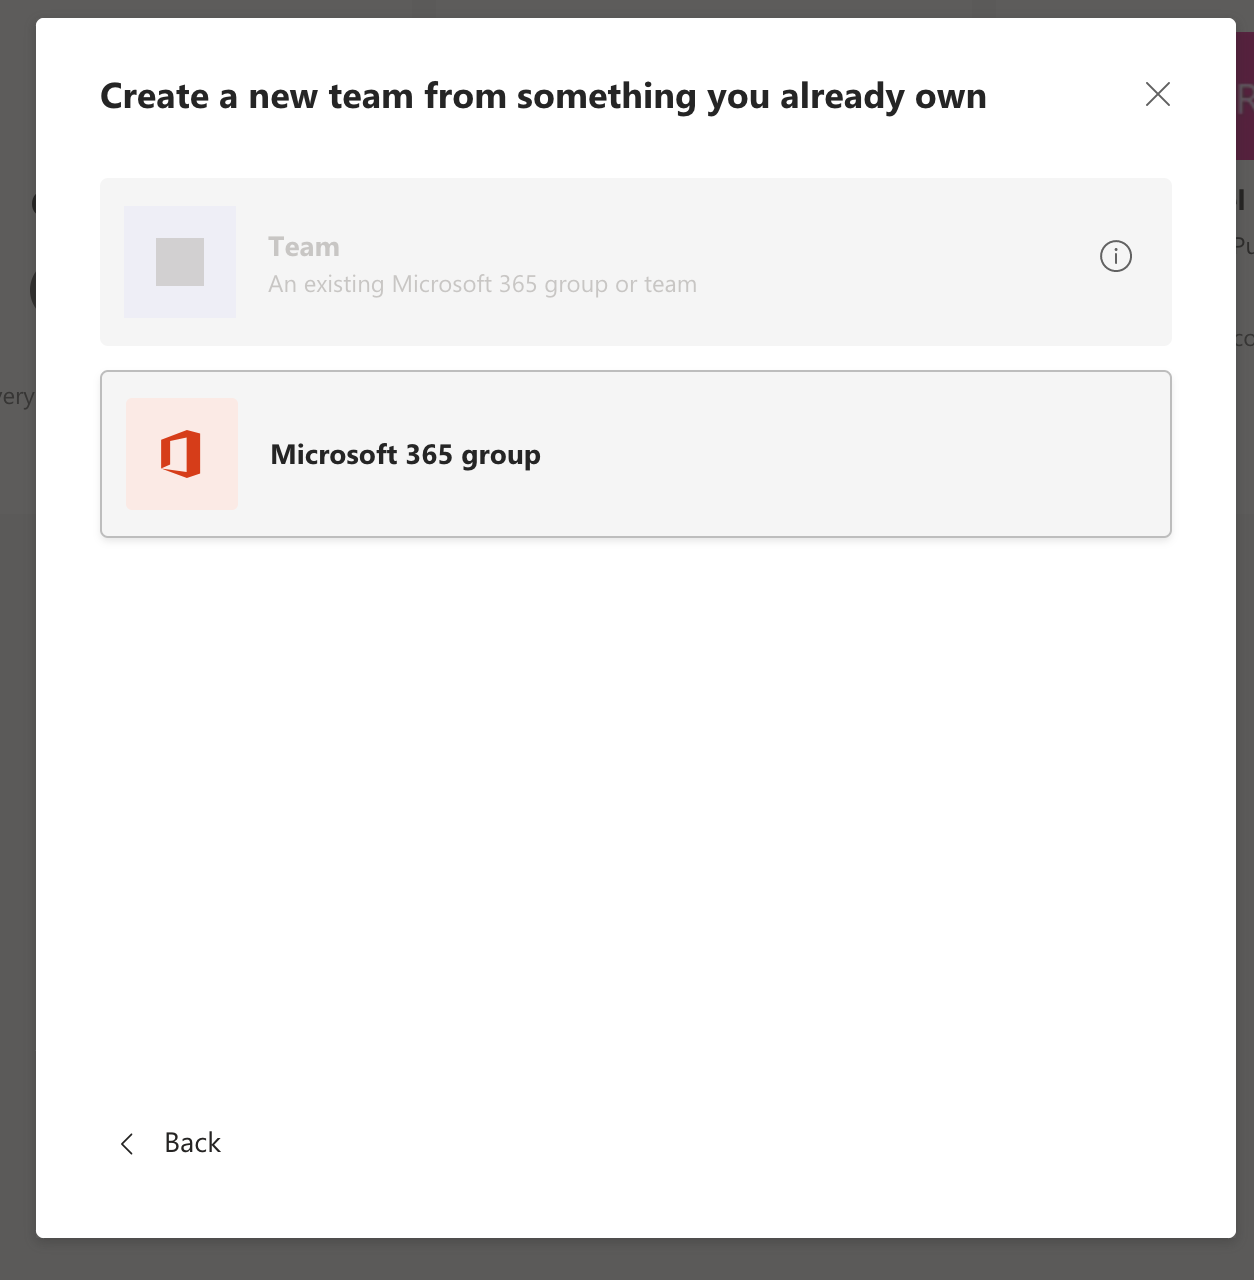 Create a new team from something you already own
Team
An existing Microsoft 365 group or team
Microsoft 365 group
Back